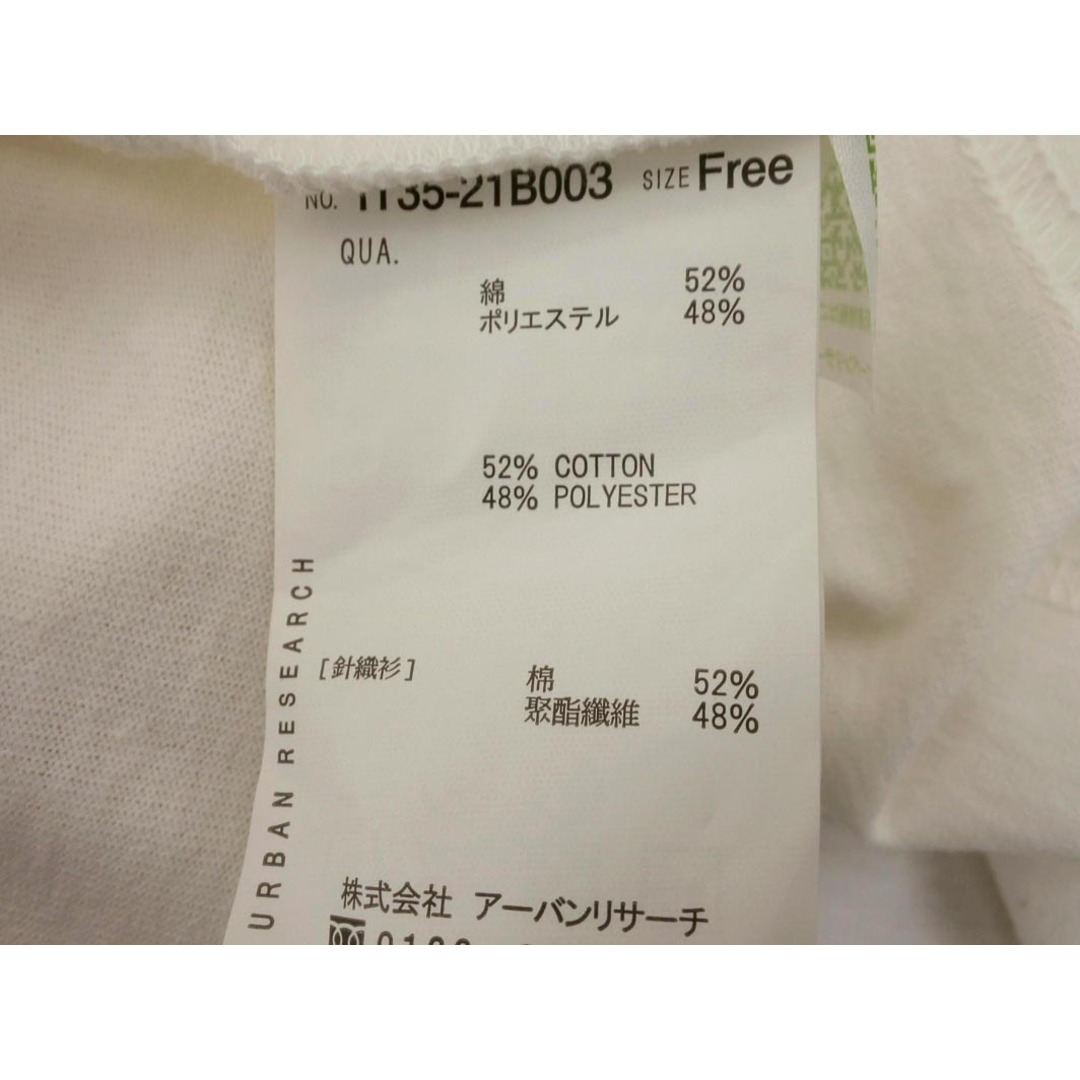 NO. IT35-21B003 SIZE Free
QUA.
綿 52%
ポリエステル 48%
52% COTTON
48% POLYESTER
[針織衫] 棉 52%
聚酯纖維 48%
URBAN RESEARCH
株式会社 アーバンリサーチ